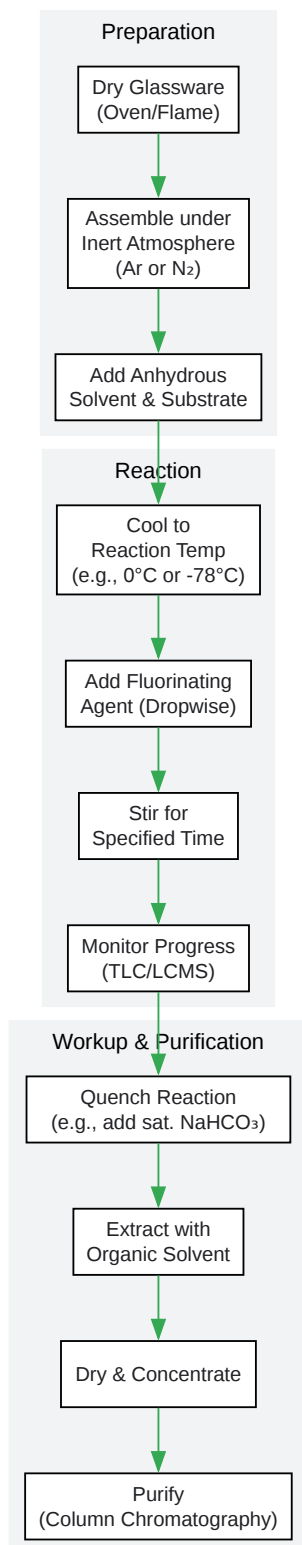 Preparation
Dry Glassware
(Oven/Flame)
Assemble under
Inert Atmosphere
(Ar or N₂)
Add Anhydrous
Solvent & Substrate
Reaction
Cool to
Reaction Temp
(e.g., 0°C or -78°C)
Add Fluorinating
Agent (Dropwise)
Stir for
Specified Time
Monitor Progress
(TLC/LCMS)
Workup & Purification
Quench Reaction
(e.g., add sat. NaHCO₃)
Extract with
Organic Solvent
Dry & Concentrate
Purify
(Column Chromatography)